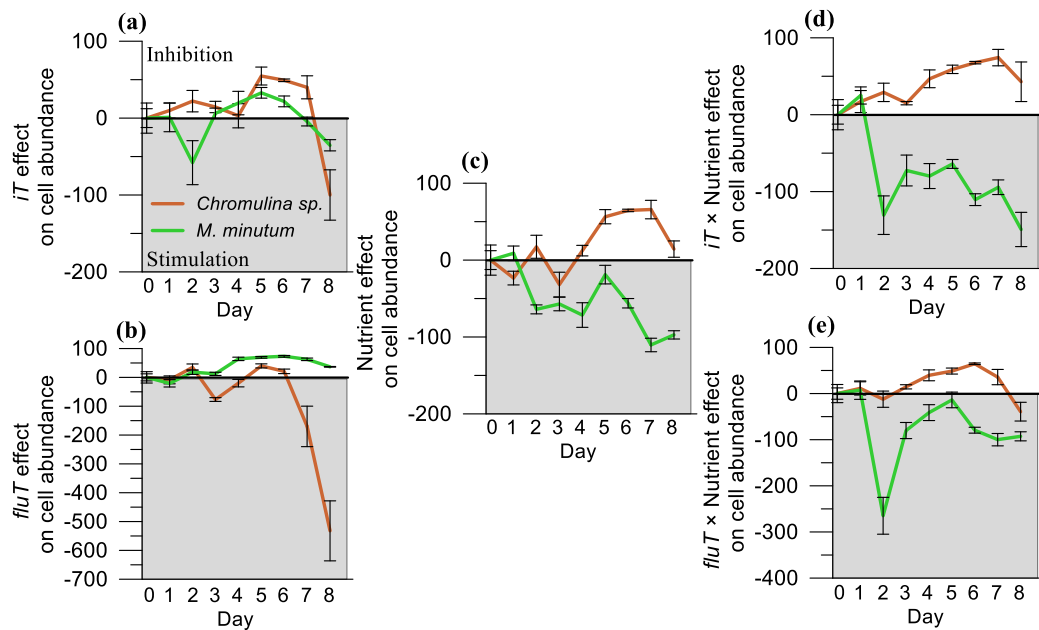 (a)
iT effect
on cell abundance
100
0
-100
-200
Inhibition
Chromulina sp.
M. minutum
Stimulation
0 1 2 3 4 5 6 7 8
Day
(b)
fluT effect
on cell abundance
100
0
-100
-200
-300
-400
-500
-600
-700
0 1 2 3 4 5 6 7 8
Day
(c)
Nutrient effect
on cell abundance
100
0
-100
-200
0 1 2 3 4 5 6 7 8
Day
(d)
iT × Nutrient effect
on cell abundance
100
0
-100
-200
0 1 2 3 4 5 6 7 8
Day
(e)
fluT × Nutrient effect
on cell abundance
100
0
-100
-200
-300
-400
0 1 2 3 4 5 6 7 8
Day